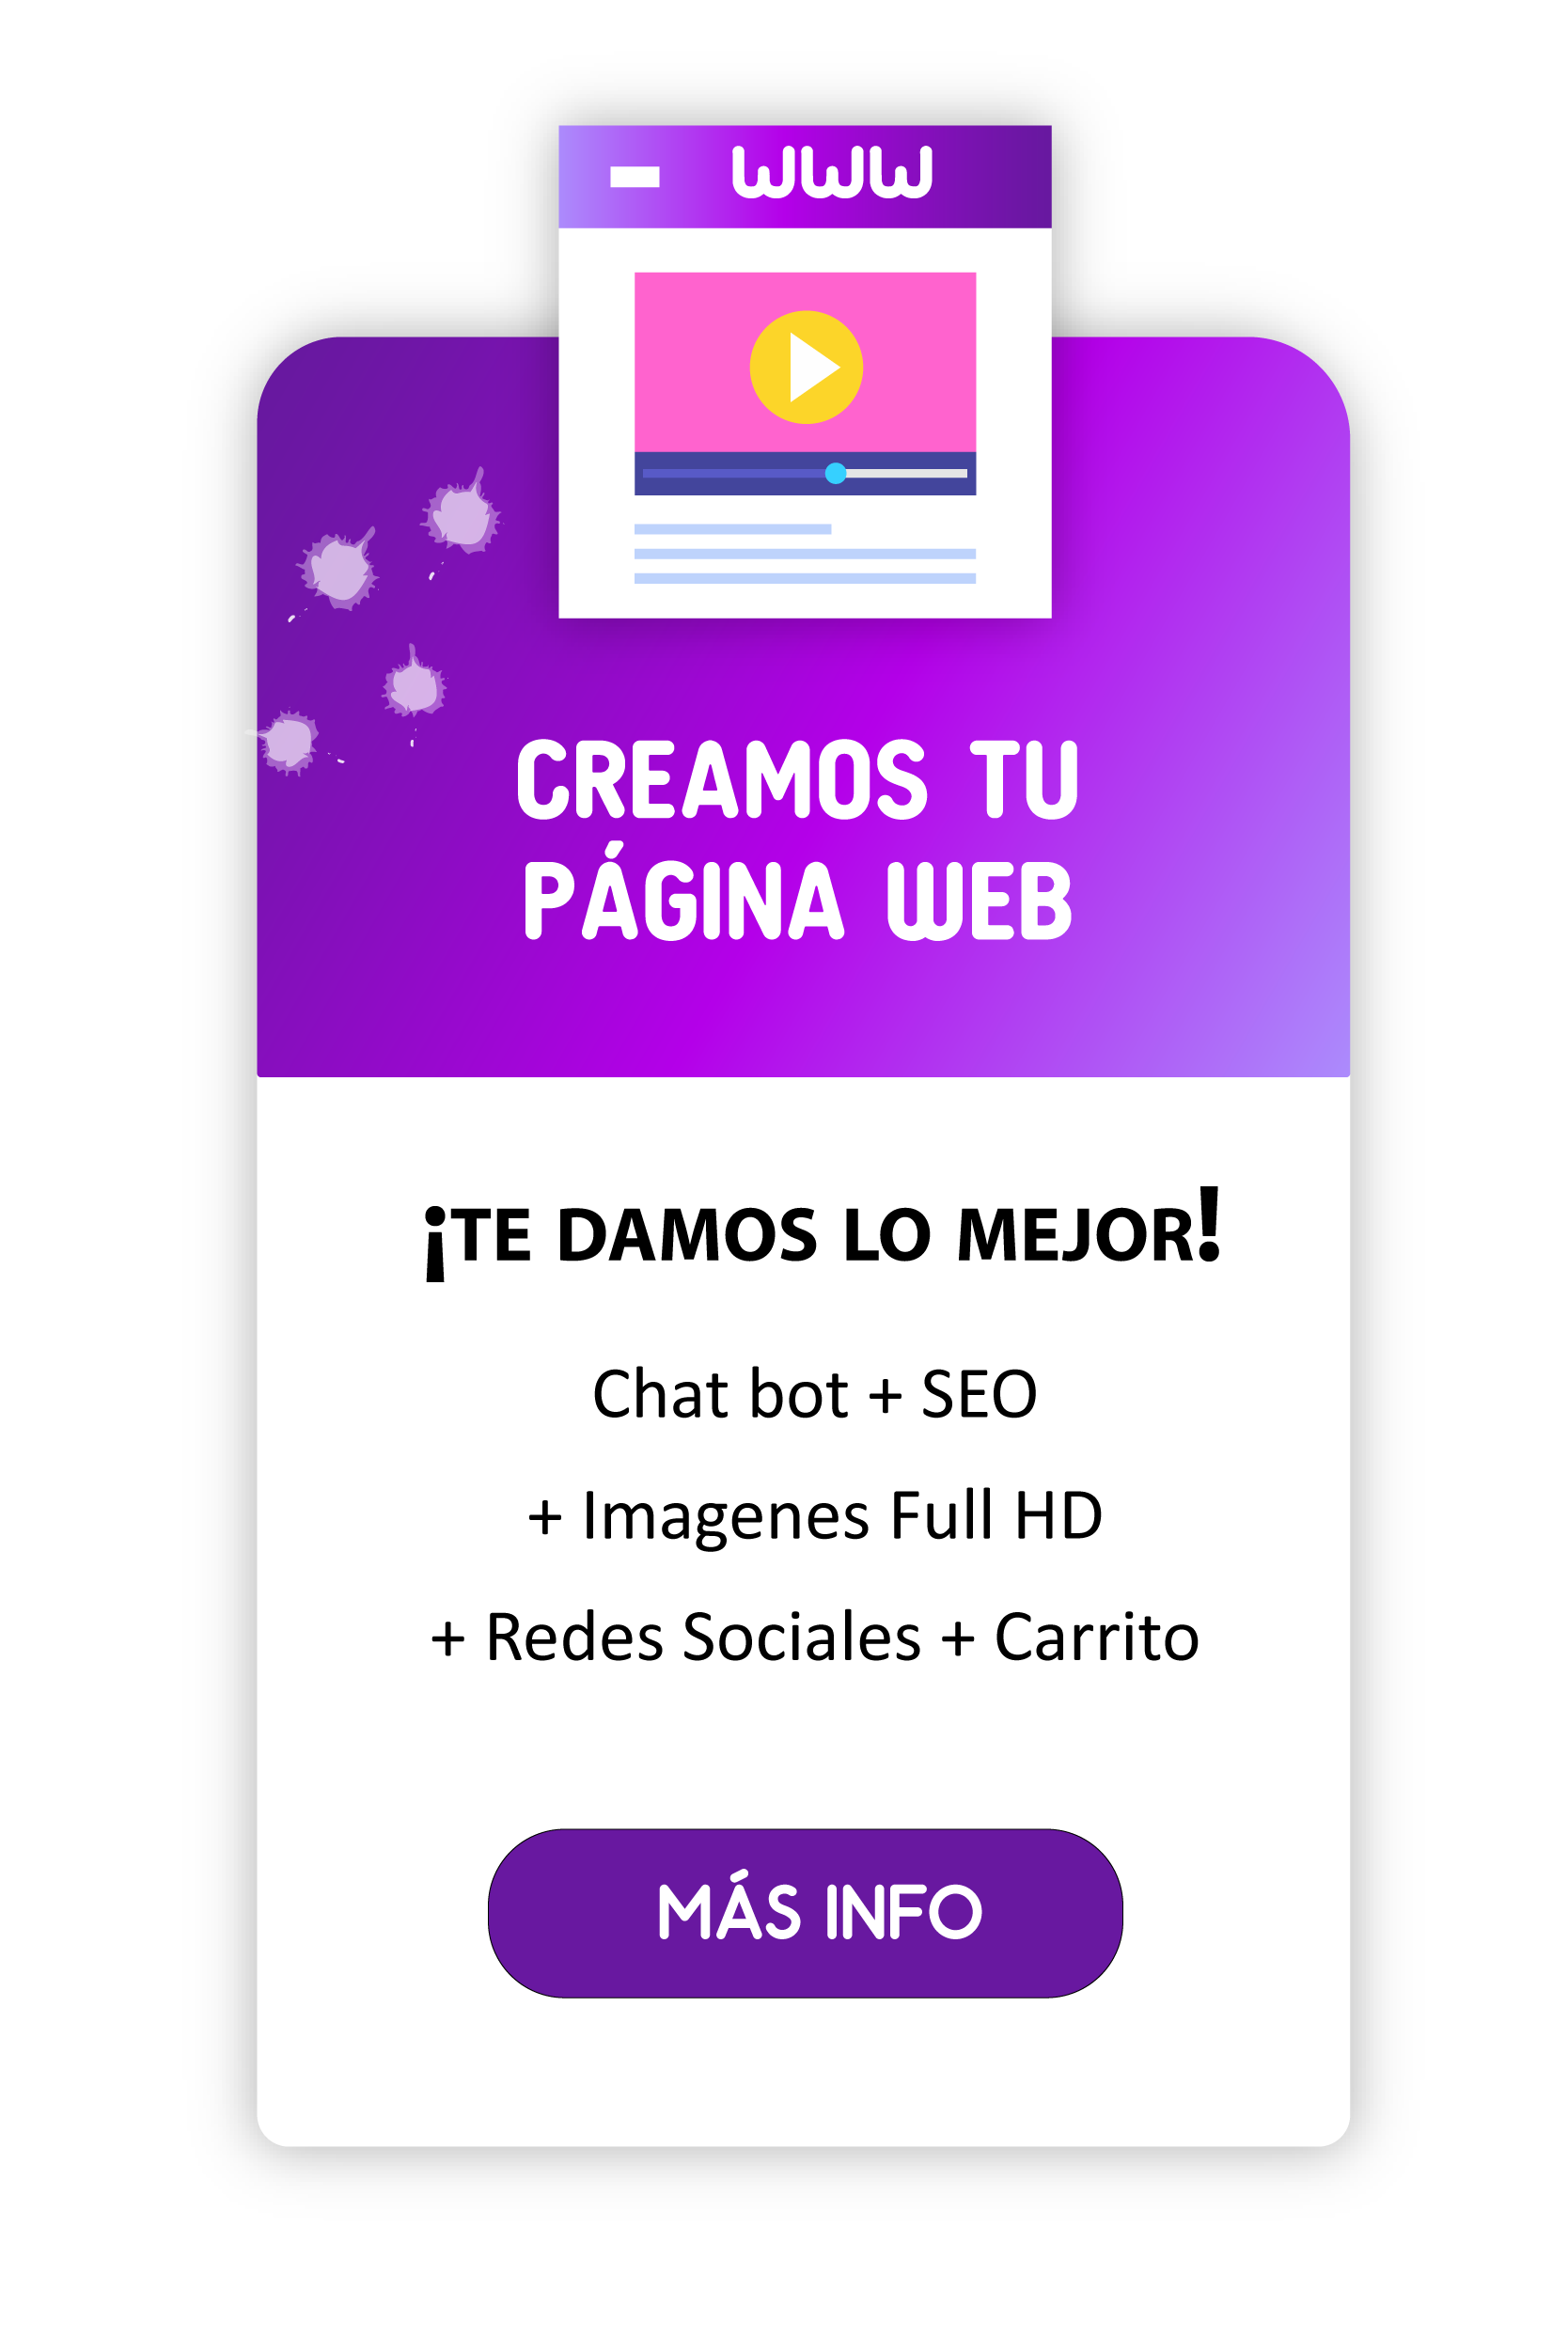 WWW
CREAMOS TU
PÁGINA WEB
¡TE DAMOS LO MEJOR!
Chat bot + SEO
+ Imagenes Full HD
+ Redes Sociales + Carrito
MÁS INFO